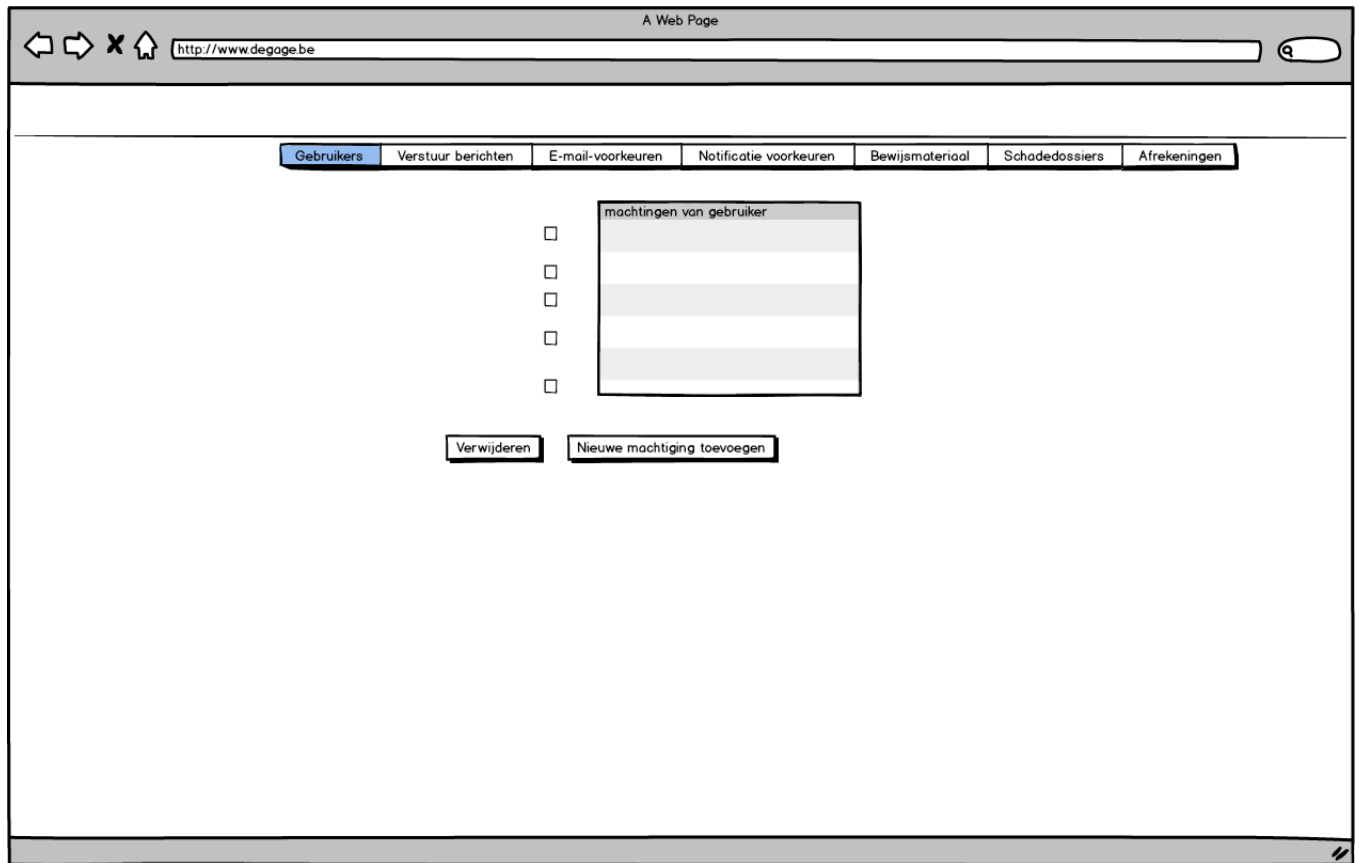 A Web Page
http://www.degage.be
Gebruikers Verstuur berichten E-mail-voorkeuren Notificatie voorkeuren Bewijsmateriaal Schadedossiers Afrekeningen
machtingen van gebruiker
Verwijderen Nieuwe machtiging toevoegen